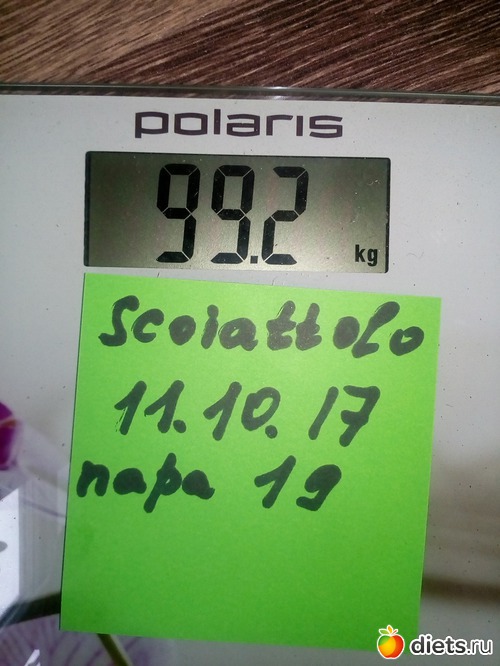 polaris
99.2 kg
Scoiattolo
11.10.17
пара 19
diets.ru